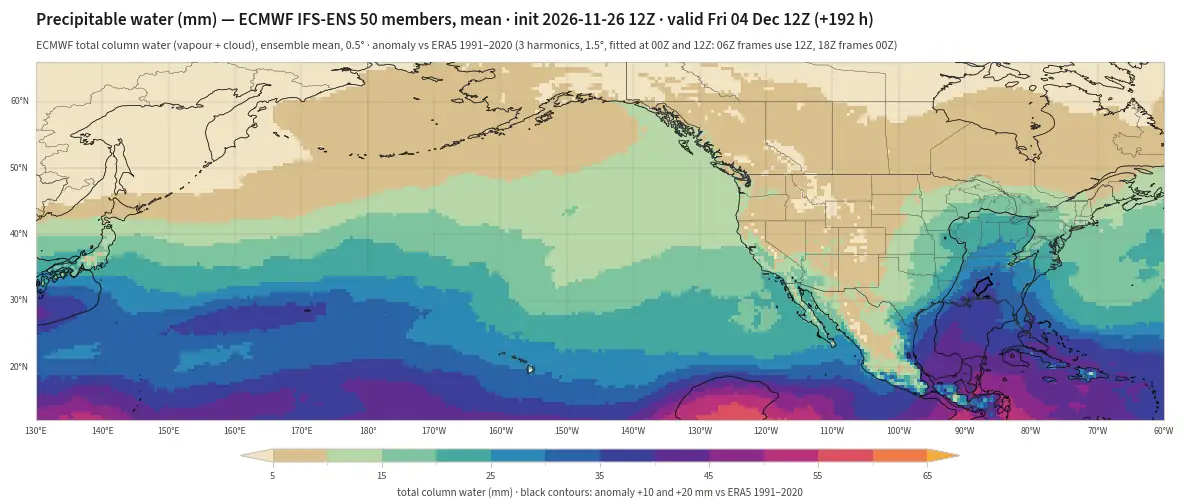 Precipitable water (mm) — ECMWF IFS-ENS 50 members, mean · init 2026-11-26 12Z · valid Fri 04 Dec 12Z (+192 h)
ECMWF total column water (vapour + cloud), ensemble mean, 0.5° · anomaly vs ERA5 1991–2020 (3 harmonics, 1.5°, fitted at 00Z and 12Z: 06Z frames use 12Z, 18Z frames 00Z)
60°N
50°N
40°N
30°N
20°N
130°E 140°E 150°E 160°E 170°E 180° 170°W 160°W 150°W 140°W 130°W 120°W 110°W 100°W 90°W 80°W 70°W 60°W
5 15 25 35 45 55 65
total column water (mm) · black contours: anomaly +10 and +20 mm vs ERA5 1991–2020